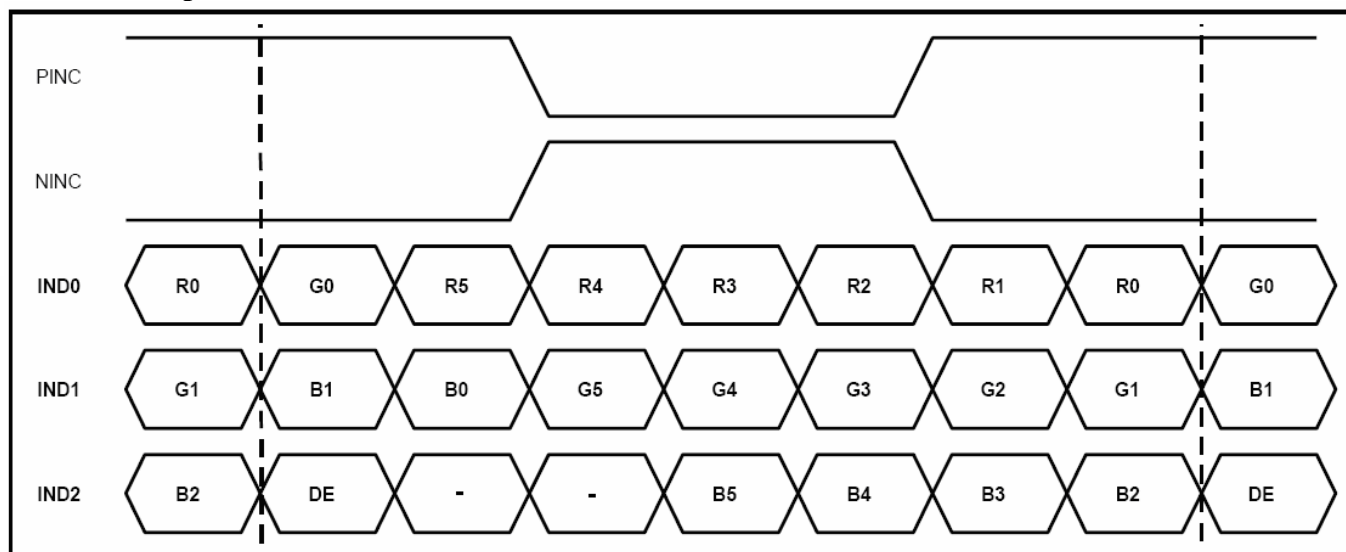 PINC
NINC
IND0 R0 G0 R5 R4 R3 R2 R1 R0 G0
IND1 G1 B1 B0 G5 G4 G3 G2 G1 B1
IND2 B2 DE - - B5 B4 B3 B2 DE